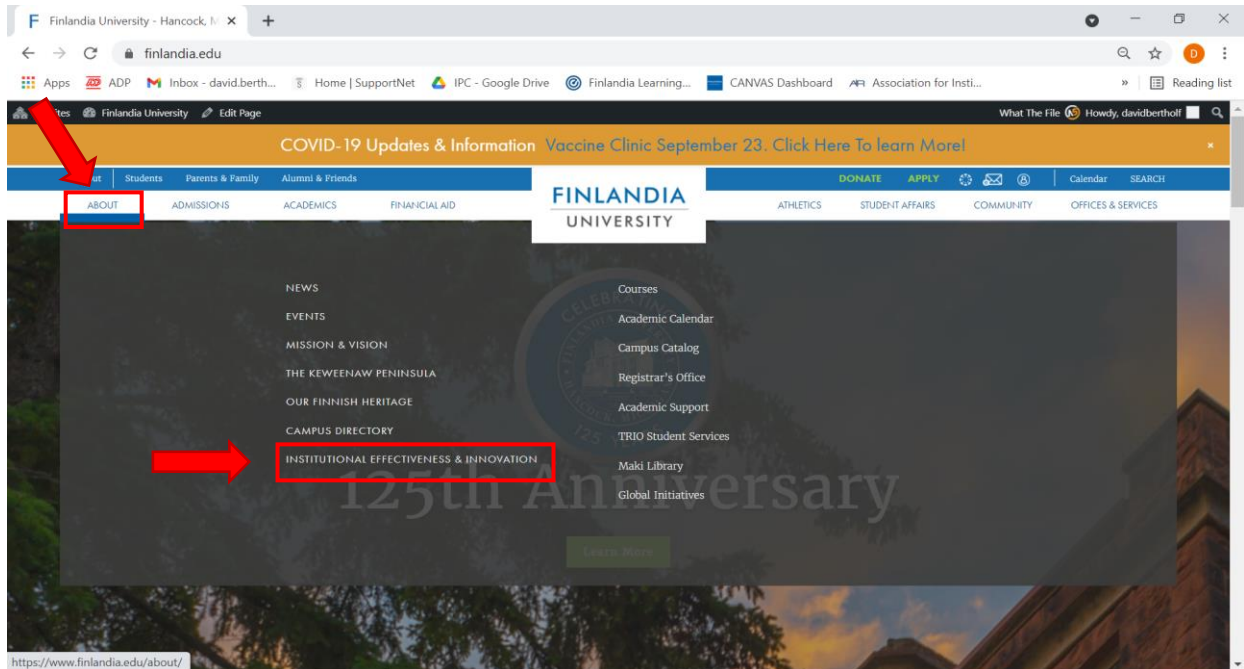 Finlandia University - Hancock, M
finlandia.edu
D
Apps ADP Inbox - david.berth... Home | SupportNet IPC - Google Drive Finlandia Learning... CANVAS Dashboard Association for Insti... » Reading list
Finlandia University Edit Page What The File Howdy, davidbertholf
COVID-19 Updates & Information Vaccine Clinic September 23. Click Here To learn More! ×
Students Parents & Family Alumni & Friends DONATE APPLY Calendar SEARCH
ABOUT ADMISSIONS ACADEMICS FINANCIAL AID FINLANDIA UNIVERSITY ATHLETICS STUDENT AFFAIRS COMMUNITY OFFICES & SERVICES
NEWS Courses
EVENTS Academic Calendar
MISSION & VISION Campus Catalog
THE KEWEENAW PENINSULA Registrar's Office
OUR FINNISH HERITAGE Academic Support
CAMPUS DIRECTORY TRIO Student Services
INSTITUTIONAL EFFECTIVENESS & INNOVATION Maki Library
Global Initiatives
125th Anniversary
Learn More
https://www.finlandia.edu/about/